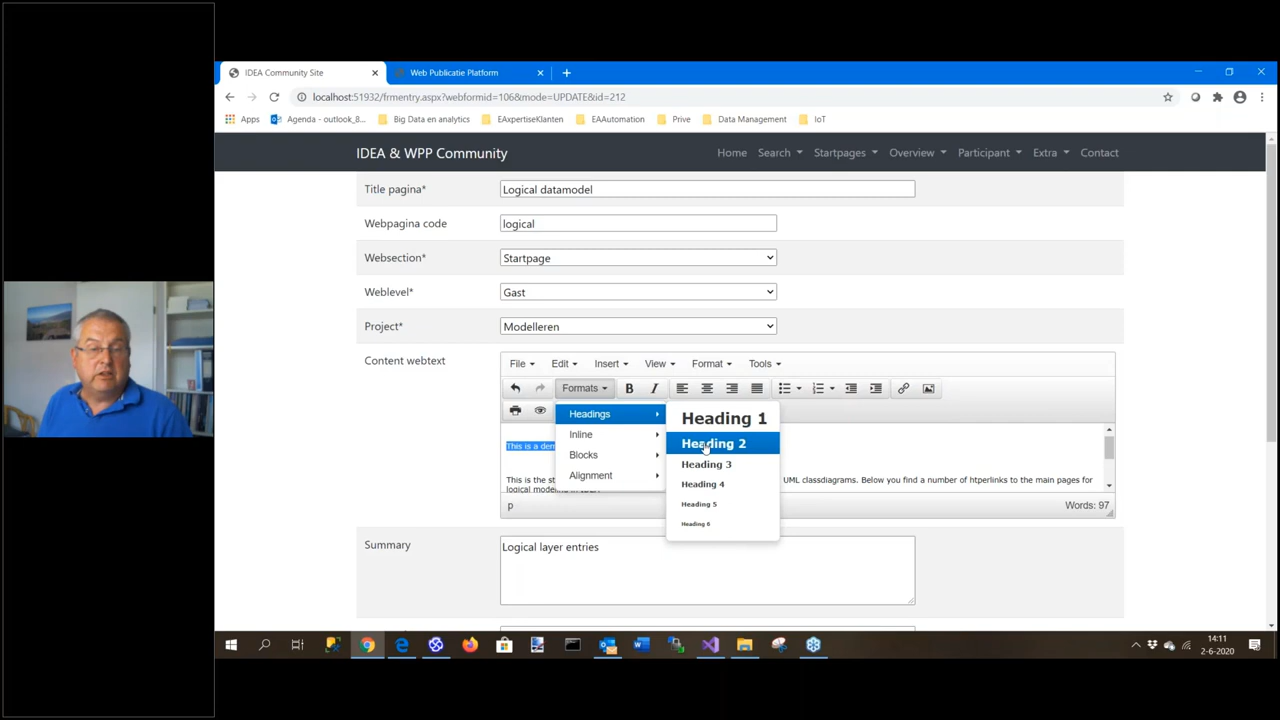 IDEA Community Site
Web Publicatie Platform
localhost:51932/frmentry.aspx?webformid=106&mode=UPDATE&id=212
Apps
Agenda - outlook_8...
Big Data en analytics
EAxpertiseKlanten
EAAutomation
Prive
Data Management
IoT
IDEA & WPP Community
Home
Search
Startpages
Overview
Participant
Extra
Contact
Title pagina*
Logical datamodel
Webpagina code
logical
Websection*
Startpage
Weblevel*
Gast
Project*
Modelleren
Content webtext
File
Edit
Insert
View
Format
Tools
Formats
B
I
Headings
Inline
Blocks
Alignment
Heading 1
Heading 2
Heading 3
Heading 4
Heading 5
Heading 6
This is a dem
This is the st
UML classdiagrams. Below you find a number of htperlinks to the main pages for
p
Words: 97
Summary
Logical layer entries
14:11
2-6-2020